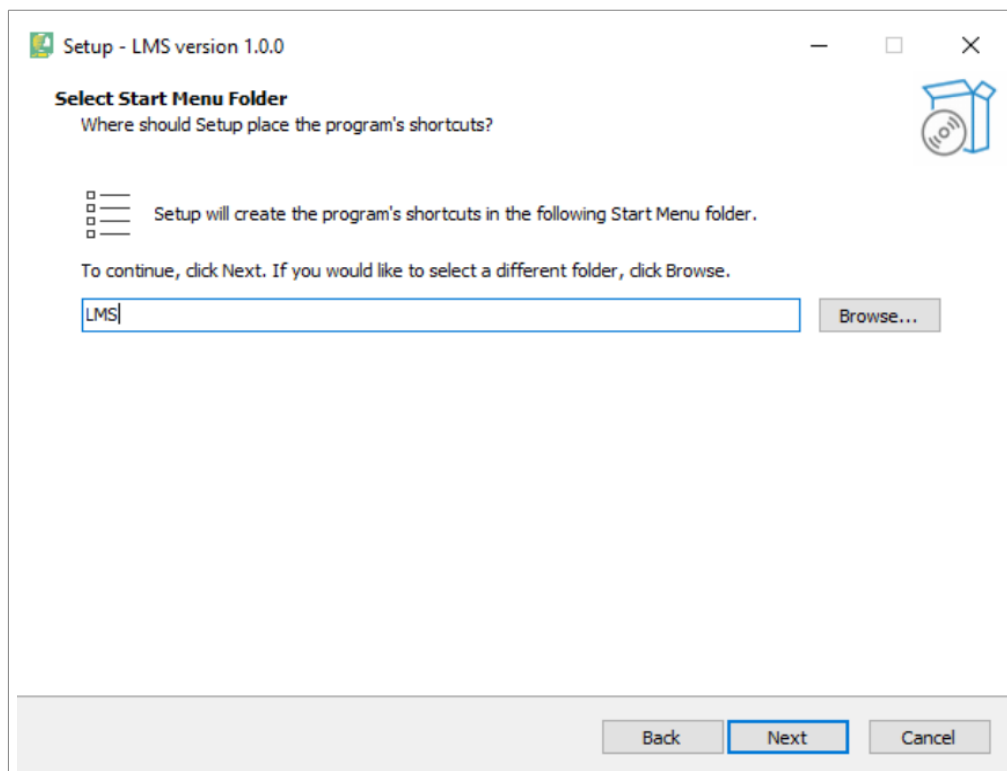 Setup - LMS version 1.0.0
Select Start Menu Folder
Where should Setup place the program's shortcuts?
Setup will create the program's shortcuts in the following Start Menu folder.
To continue, click Next. If you would like to select a different folder, click Browse.
LMS
Browse...
Back
Next
Cancel